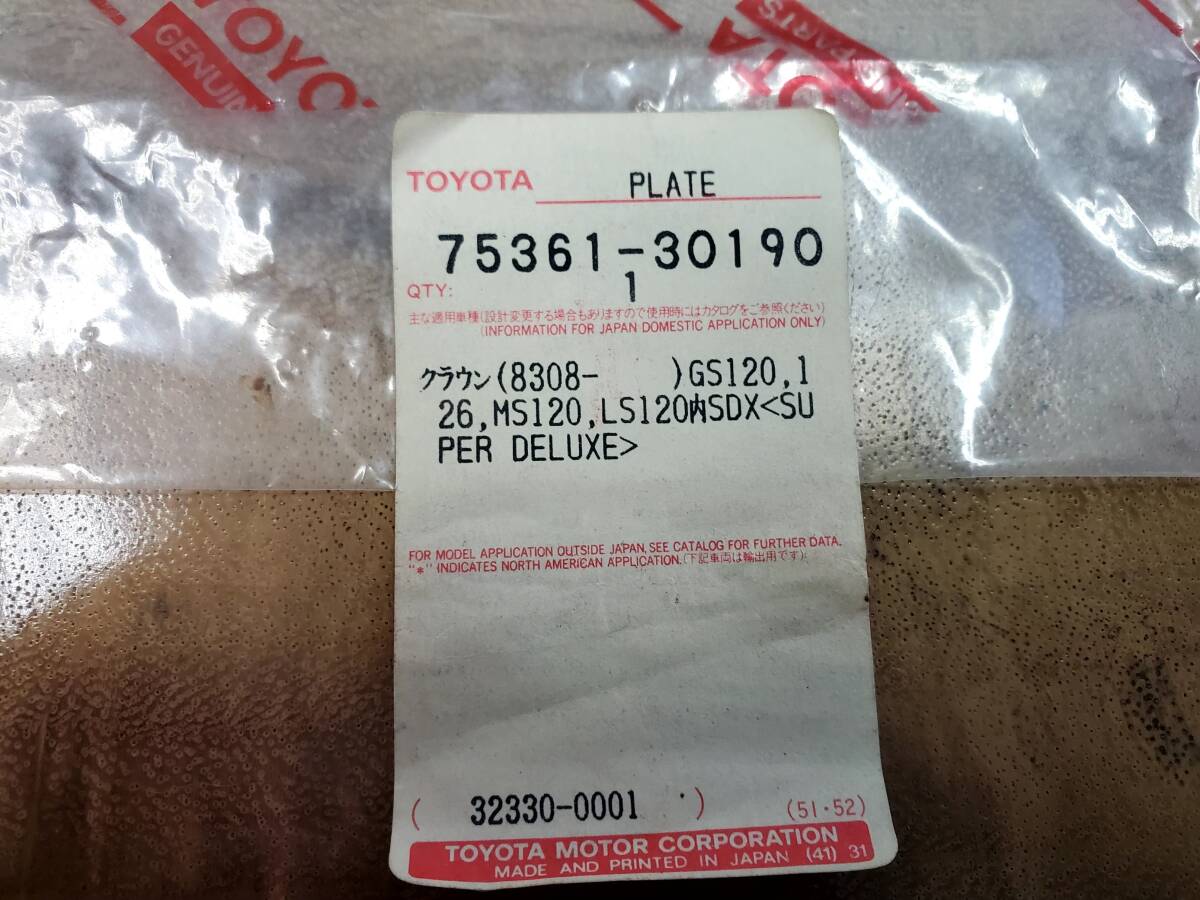 TOYOTA
GENUIN
TOYOTA
PARTS
TOYOTA PLATE
75361-30190
QTY: 1
主な適用車種(設計変更する場合もありますので使用時にはカタログをご参照ください)
(INFORMATION FOR JAPAN DOMESTIC APPLICATION ONLY)
クラウン(8308- )GS120,1
26,MS120,LS120内SDX<SU
PER DELUXE>
FOR MODEL APPLICATION OUTSIDE JAPAN, SEE CATALOG FOR FURTHER DATA.
"*" INDICATES NORTH AMERICAN APPLICATION.(下記車両は輸出用です)
( 32330-0001 ) (51・52)
TOYOTA MOTOR CORPORATION
MADE AND PRINTED IN JAPAN (41) 31